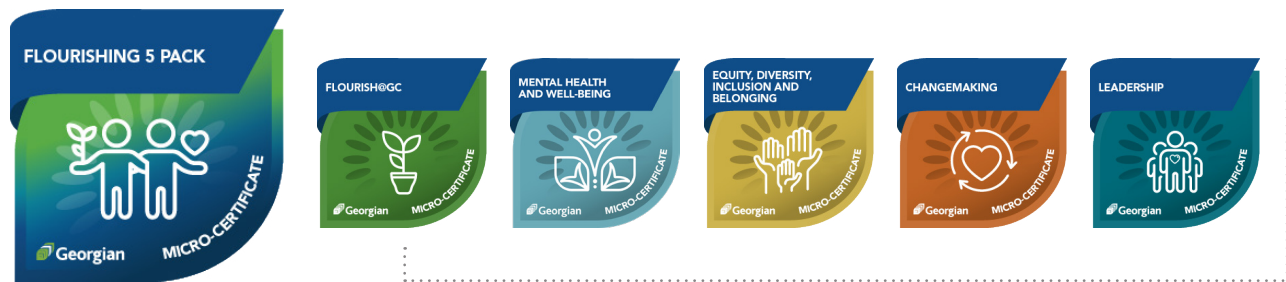 FLOURISHING 5 PACK
Georgian
MICRO-CERTIFICATE
FLOURISH@GC
Georgian
MICRO-CERTIFICATE
MENTAL HEALTH
AND WELL-BEING
Georgian
MICRO-CERTIFICATE
EQUITY, DIVERSITY,
INCLUSION AND
BELONGING
Georgian
MICRO-CERTIFICATE
CHANGEMAKING
Georgian
MICRO-CERTIFICATE
LEADERSHIP
Georgian
MICRO-CERTIFICATE